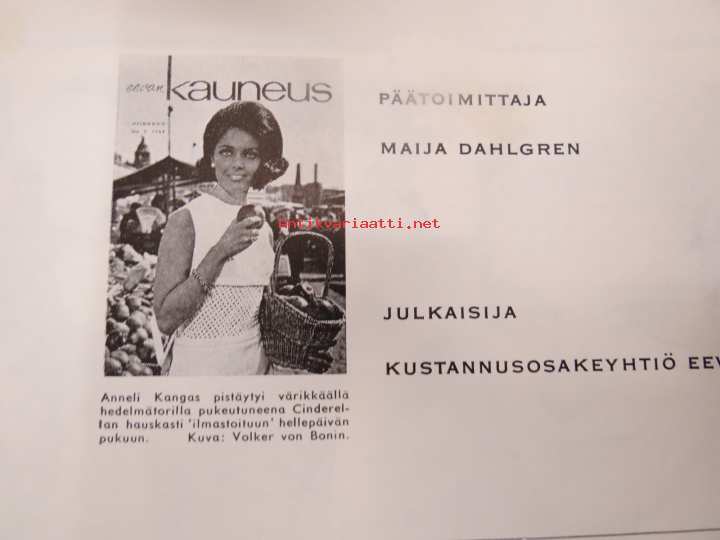 eevan
kauneus
PÄÄTOIMITTAJA
MAIJA DAHLGREN
antikvariaatti.net
JULKAISIJA
KUSTANNUSOSAKEYHTIÖ EEV
Anneli Kangas pistäytyi värikkäällä
hedelmätorilla pukeutuneena Cinderel-
lan hauskasti 'ilmastoituun' hellepäivän
pukuun. Kuva: Volker von Bonin.